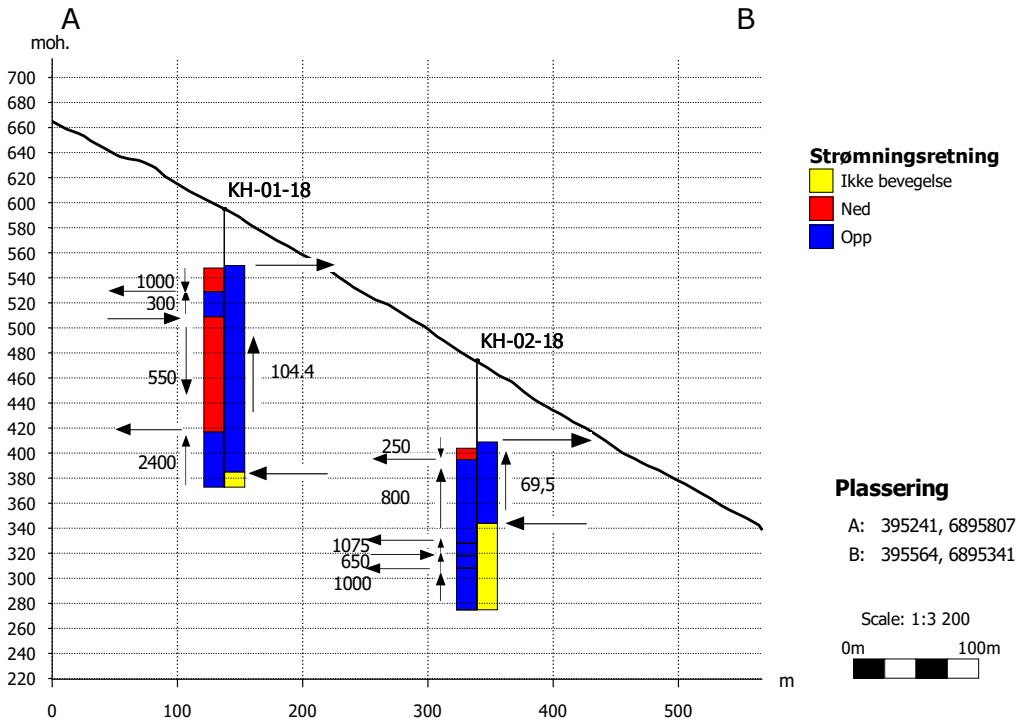 A
B
moh.
700
680
660
640
620
600
580
560
540
520
500
480
460
440
420
400
380
360
340
320
300
280
260
240
220
0
100
200
300
400
500
m
KH-01-18
1000
300
550
2400
104.4
KH-02-18
250
800
1075
650
1000
69,5
Strømningsretning
Ikke bevegelse
Ned
Opp
Plassering
A: 395241, 6895807
B: 395564, 6895341
Scale: 1:3 200
0m 100m